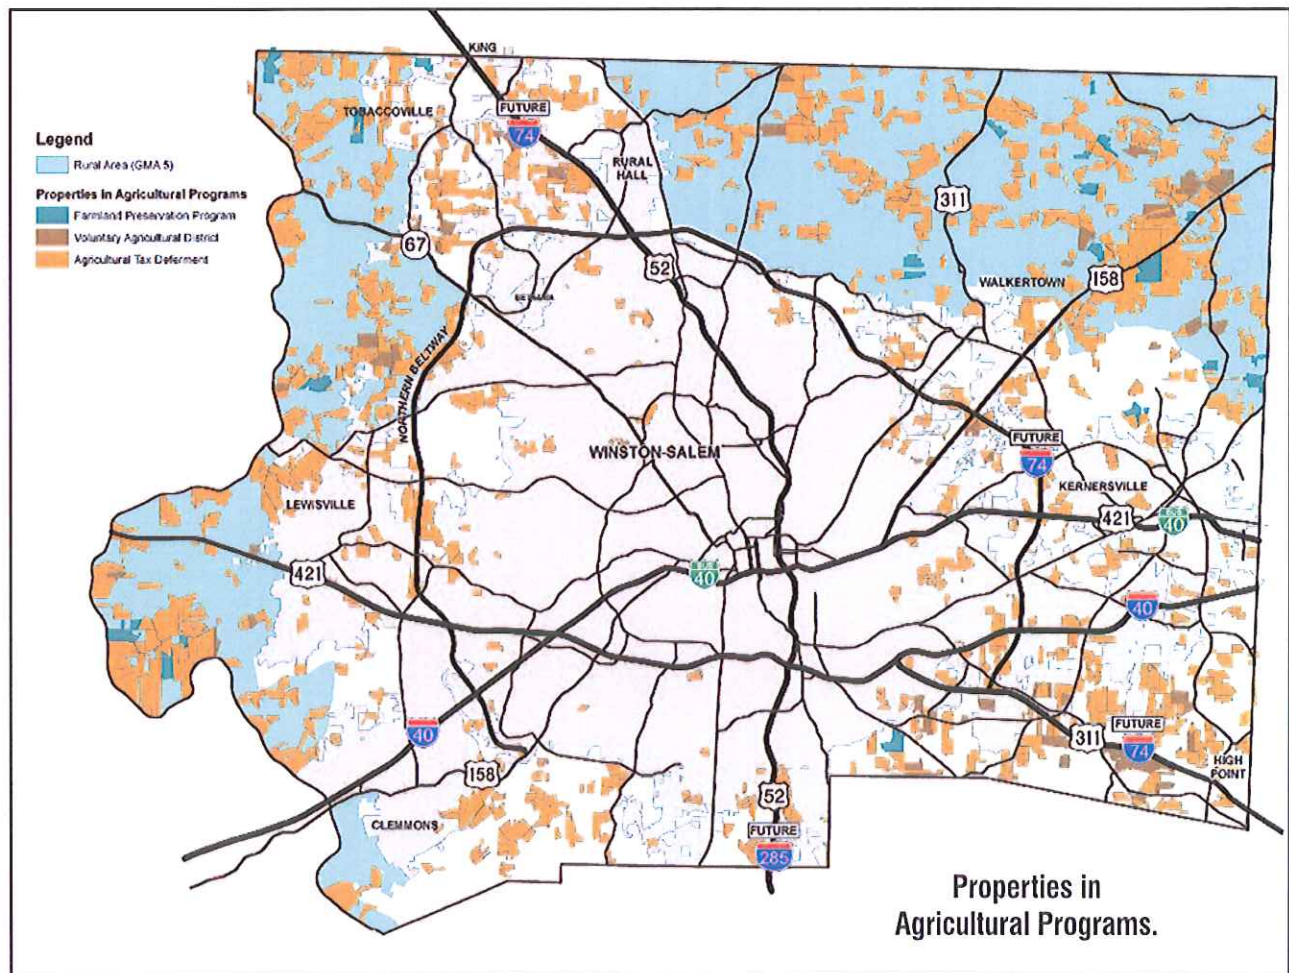 KING
TOBACCOVILLE
FUTURE
74
Legend
Rural Area (GMA 5)
Properties in Agricultural Programs
Farmland Preservation Program
Voluntary Agricultural District
Agricultural Tax Deferment
RURAL
HALL
311
67
52
WALKERTOWN
158
BETHANIA
NORTHERN BELTWAY
WINSTON-SALEM
FUTURE
74
KERNERSVILLE
LEWISVILLE
421
40
421
40
40
40
311
FUTURE
74
HIGH
POINT
158
52
CLEMMONS
FUTURE
285
Properties in
Agricultural Programs.